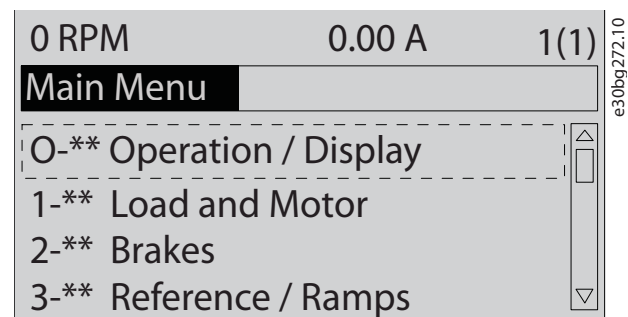 0 RPM 0.00 A 1(1)
Main Menu
O-** Operation / Display
1-** Load and Motor
2-** Brakes
3-** Reference / Ramps
e30bg272.10